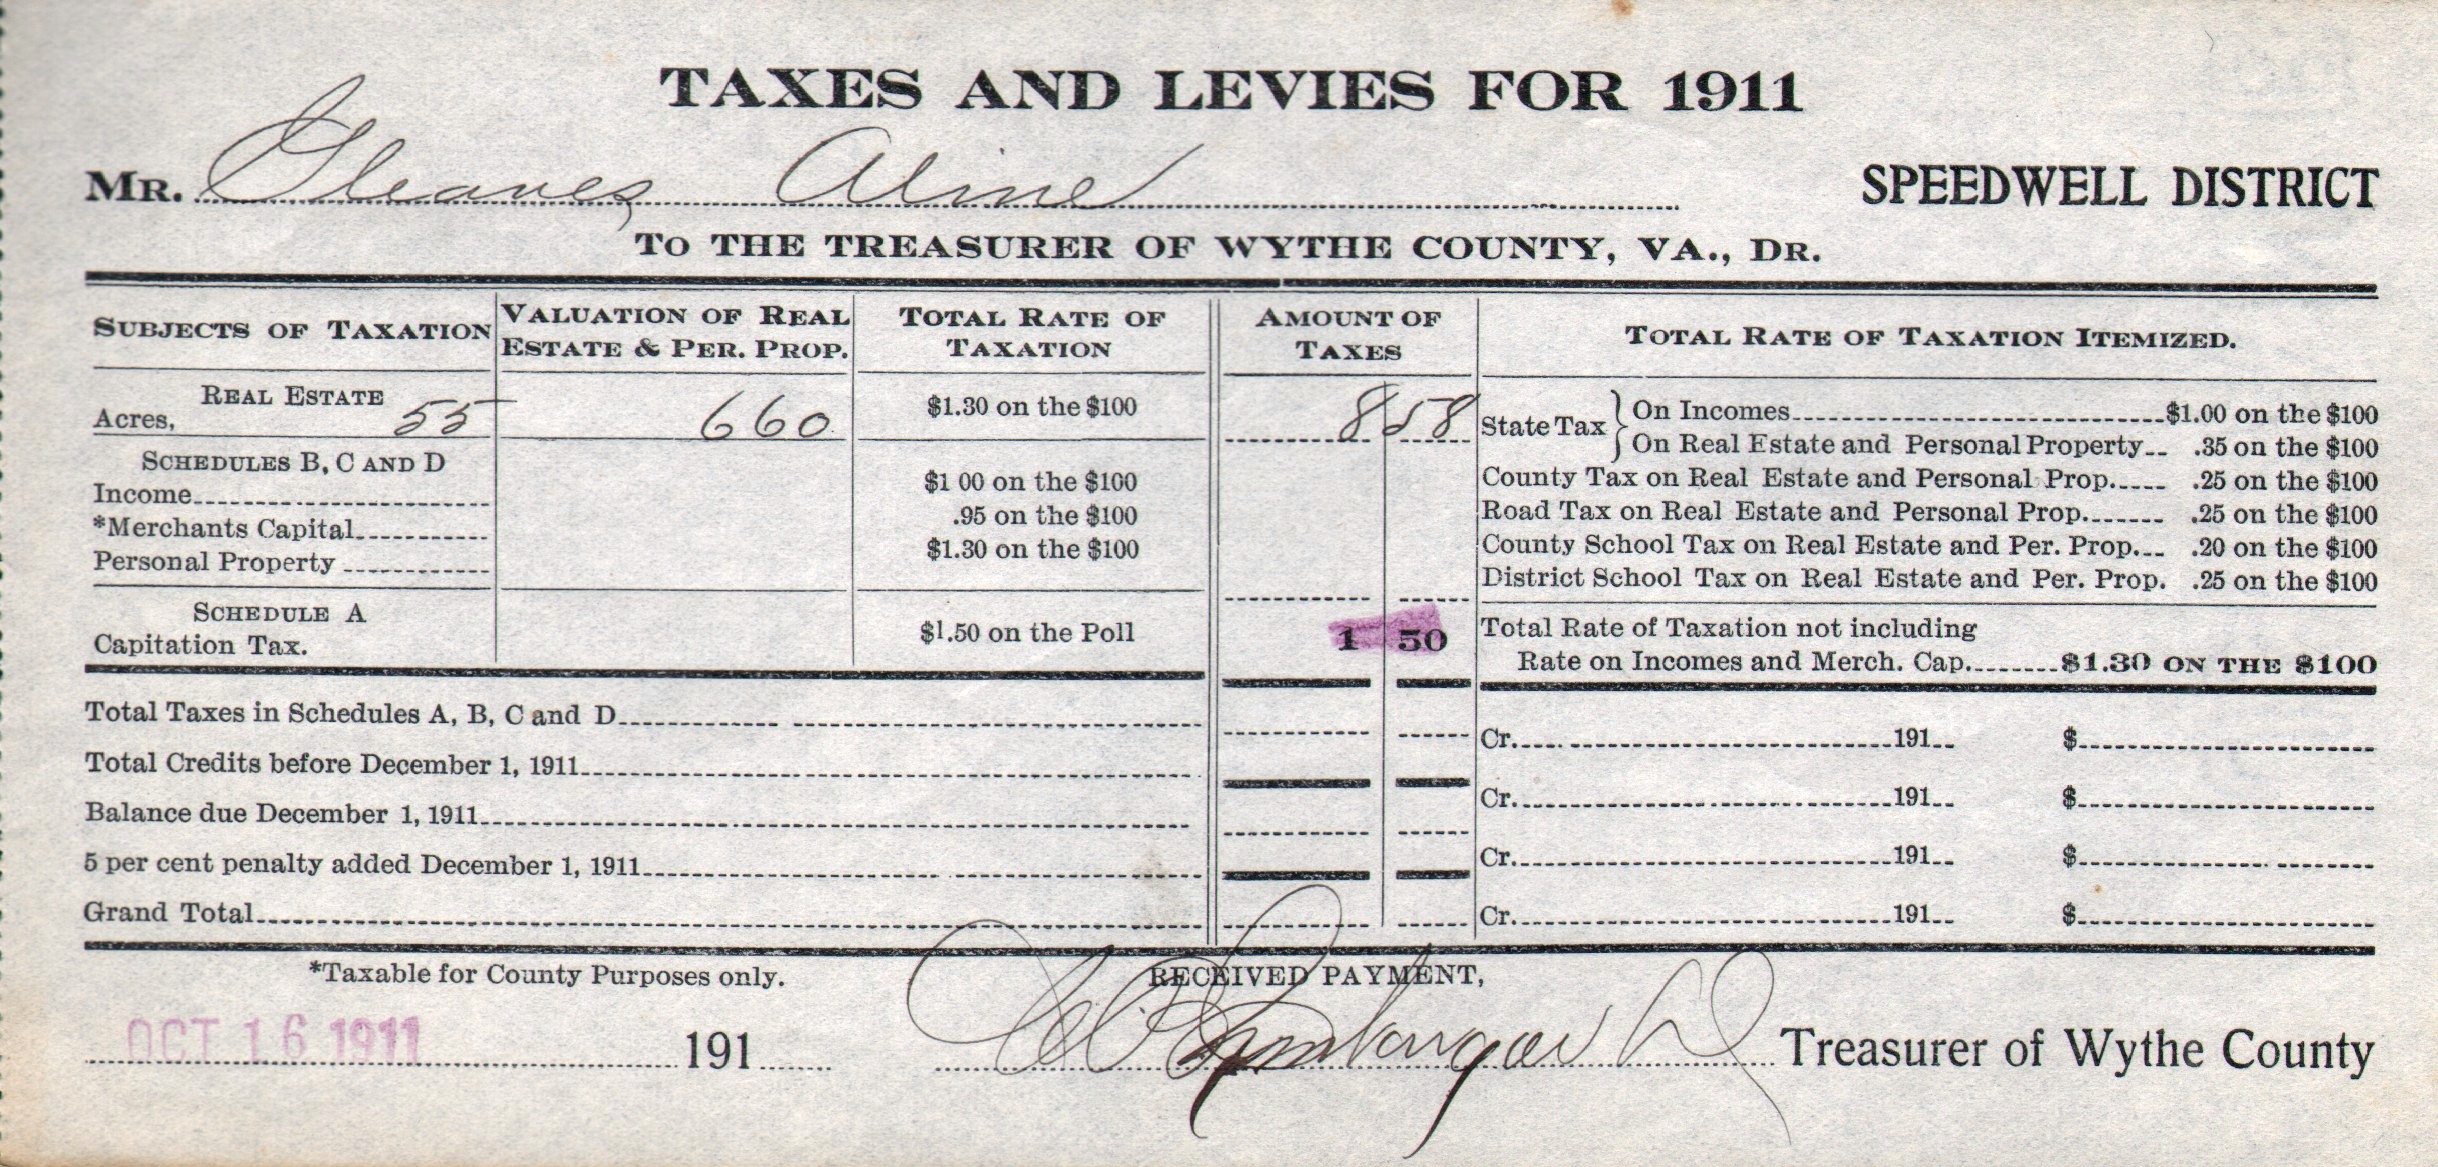 TAXES AND LEVIES FOR 1911
MR. Gleaves, Aline
SPEEDWELL DISTRICT
TO THE TREASURER OF WYTHE COUNTY, VA., DR.
SUBJECTS OF TAXATION VALUATION OF REAL ESTATE & PER. PROP. TOTAL RATE OF TAXATION AMOUNT OF TAXES TOTAL RATE OF TAXATION ITEMIZED.
REAL ESTATE
Acres, 55 660 $1.30 on the $100 8 58
SCHEDULES B, C AND D
Income $1 00 on the $100
*Merchants Capital .95 on the $100
Personal Property $1.30 on the $100
SCHEDULE A
Capitation Tax. $1.50 on the Poll 1 50
State Tax } On Incomes $1.00 on the $100
On Real Estate and Personal Property .35 on the $100
County Tax on Real Estate and Personal Prop. .25 on the $100
Road Tax on Real Estate and Personal Prop. .25 on the $100
County School Tax on Real Estate and Per. Prop. .20 on the $100
District School Tax on Real Estate and Per. Prop. .25 on the $100
Total Rate of Taxation not including
Rate on Incomes and Merch. Cap. $1.30 ON THE $100
Total Taxes in Schedules A, B, C and D
Total Credits before December 1, 1911
Balance due December 1, 1911
5 per cent penalty added December 1, 1911
Grand Total
Cr. 191 $
Cr. 191 $
Cr. 191 $
Cr. 191 $
*Taxable for County Purposes only.
RECEIVED PAYMENT,
OCT 16 1911 191
Treasurer of Wythe County